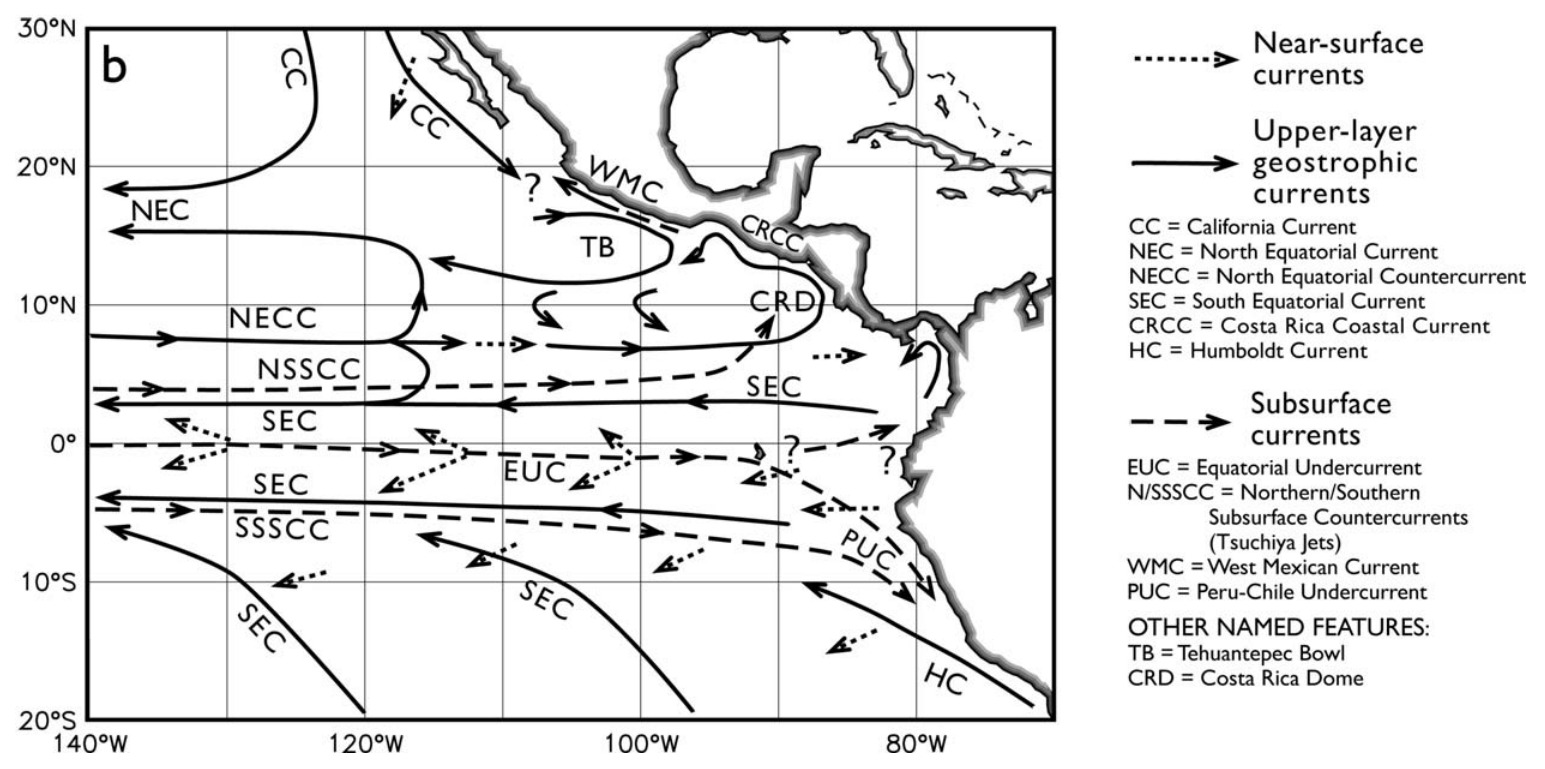 30°N
b
CC
CC
20°N
?
WMC
NEC
TB
CRCC
10°N
NECC
CRD
NSSCC
SEC
SEC
0°
?
?
EUC
SEC
SSSCC
PUC
10°S
SEC
SEC
HC
20°S
140°W
120°W
100°W
80°W
Near-surface
currents
Upper-layer
geostrophic
currents
CC = California Current
NEC = North Equatorial Current
NECC = North Equatorial Countercurrent
SEC = South Equatorial Current
CRCC = Costa Rica Coastal Current
HC = Humboldt Current
Subsurface
currents
EUC = Equatorial Undercurrent
N/SSSCC = Northern/Southern
Subsurface Countercurrents
(Tsuchiya Jets)
WMC = West Mexican Current
PUC = Peru-Chile Undercurrent
OTHER NAMED FEATURES:
TB = Tehuantepec Bowl
CRD = Costa Rica Dome